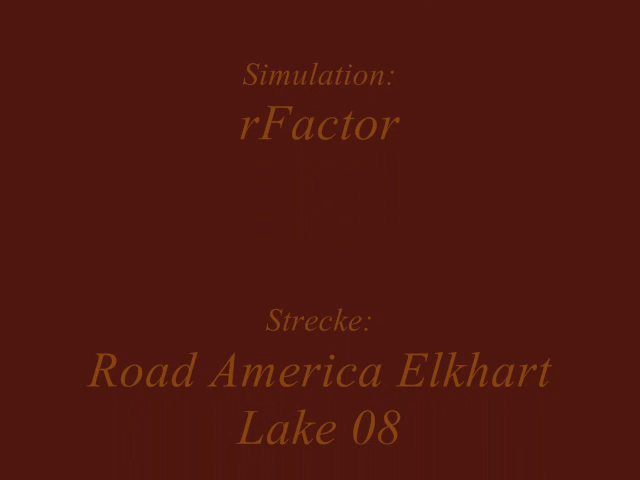 Simulation:
rFactor
Strecke:
Road America Elkhart
Lake 08